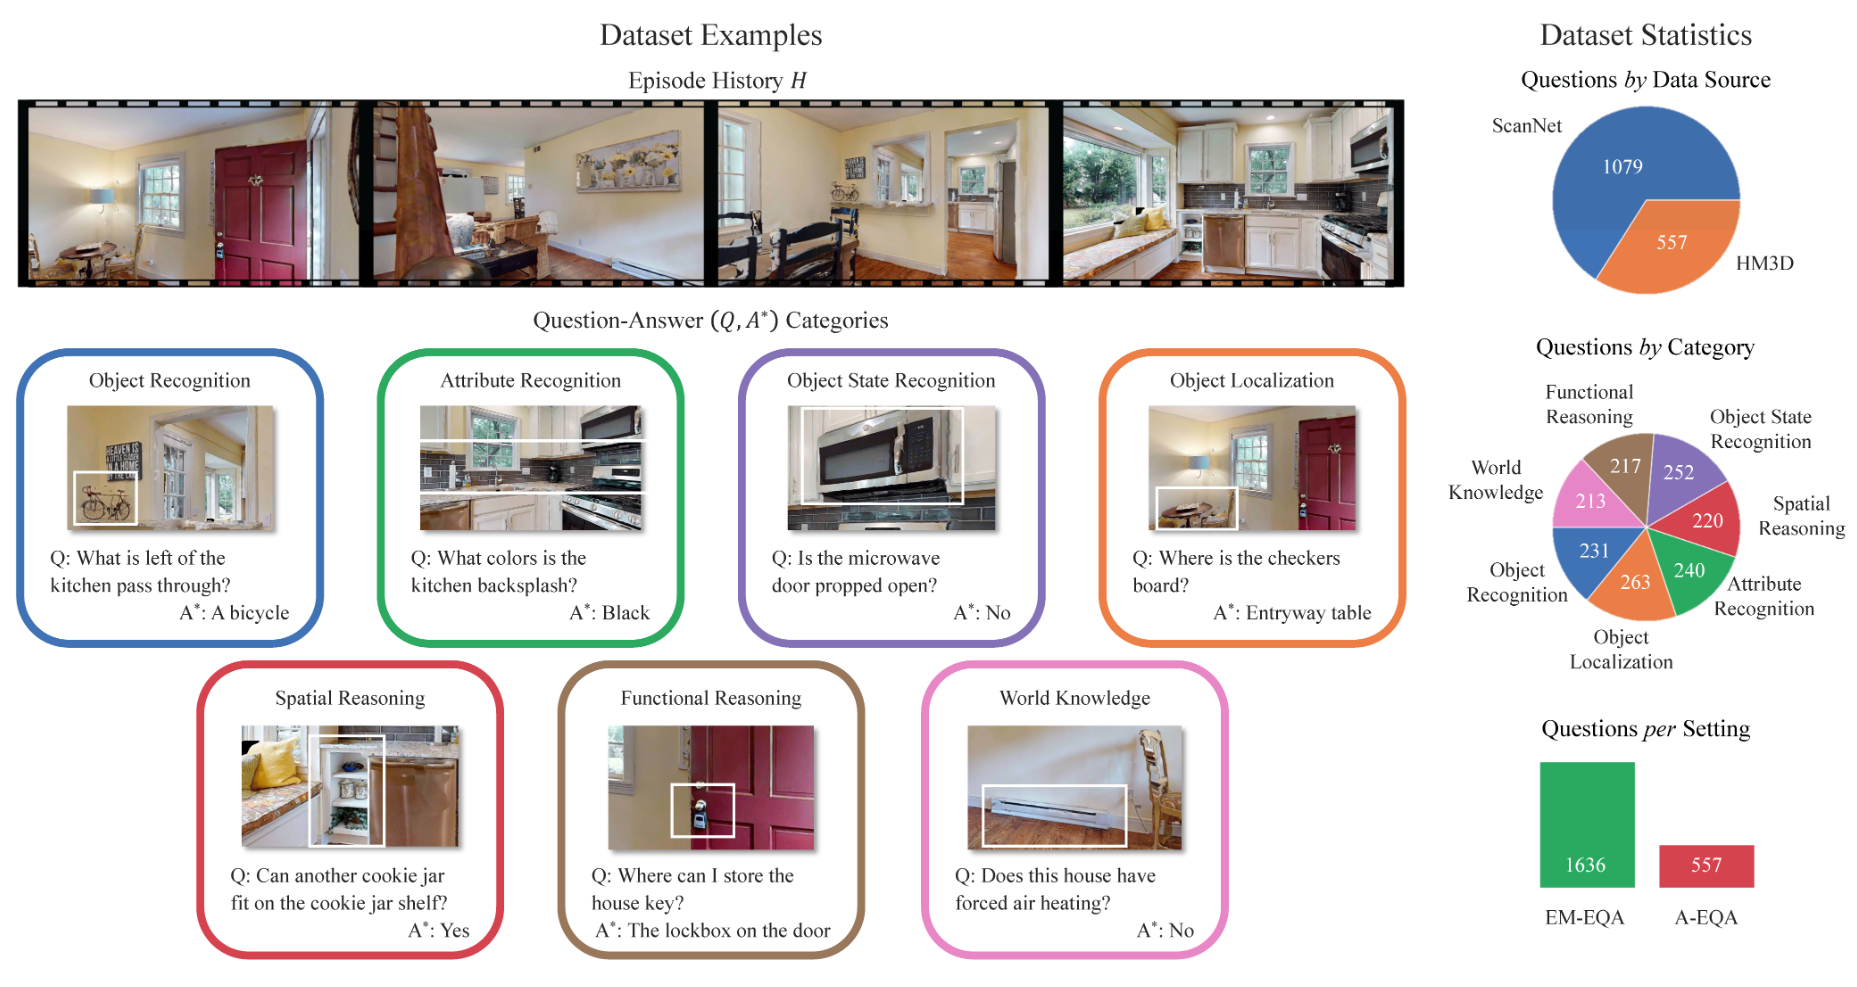 Dataset Examples
Episode History H
Question-Answer (Q, A*) Categories
Object Recognition
HEAVEN IS
IN A HOME
Q: What is left of the
kitchen pass through?
A*: A bicycle
Attribute Recognition
Q: What colors is the
kitchen backsplash?
A*: Black
Object State Recognition
Q: Is the microwave
door propped open?
A*: No
Object Localization
Q: Where is the checkers
board?
A*: Entryway table
Spatial Reasoning
Q: Can another cookie jar
fit on the cookie jar shelf?
A*: Yes
Functional Reasoning
Q: Where can I store the
house key?
A*: The lockbox on the door
World Knowledge
Q: Does this house have
forced air heating?
A*: No
Dataset Statistics
Questions by Data Source
ScanNet
1079
557
HM3D
Questions by Category
Functional
Reasoning
217
Object State
Recognition
252
World
Knowledge
213
Spatial
Reasoning
220
Object
Recognition
231
Attribute
Recognition
240
Object
Localization
263
Questions per Setting
1636
557
EM-EQA
A-EQA